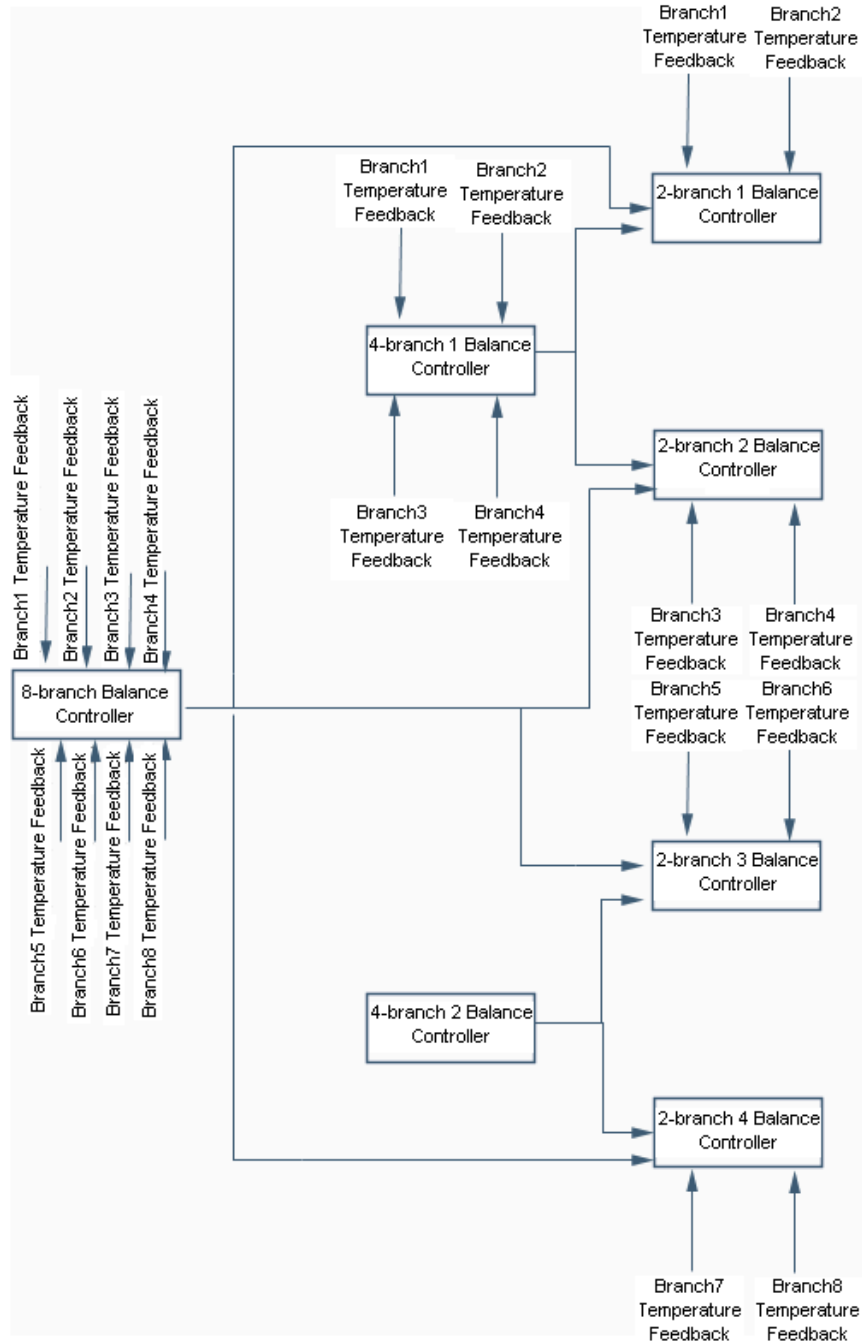 Branch1
Temperature
Feedback
Branch2
Temperature
Feedback
2-branch 1 Balance
Controller
Branch1
Temperature
Feedback
Branch2
Temperature
Feedback
4-branch 1 Balance
Controller
Branch3
Temperature
Feedback
Branch4
Temperature
Feedback
2-branch 2 Balance
Controller
Branch3
Temperature
Feedback
Branch4
Temperature
Feedback
Branch1 Temperature Feedback
Branch2 Temperature Feedback
Branch3 Temperature Feedback
Branch4 Temperature Feedback
8-branch Balance
Controller
Branch5 Temperature Feedback
Branch6 Temperature Feedback
Branch7 Temperature Feedback
Branch8 Temperature Feedback
Branch5
Temperature
Feedback
Branch6
Temperature
Feedback
2-branch 3 Balance
Controller
4-branch 2 Balance
Controller
2-branch 4 Balance
Controller
Branch7
Temperature
Feedback
Branch8
Temperature
Feedback